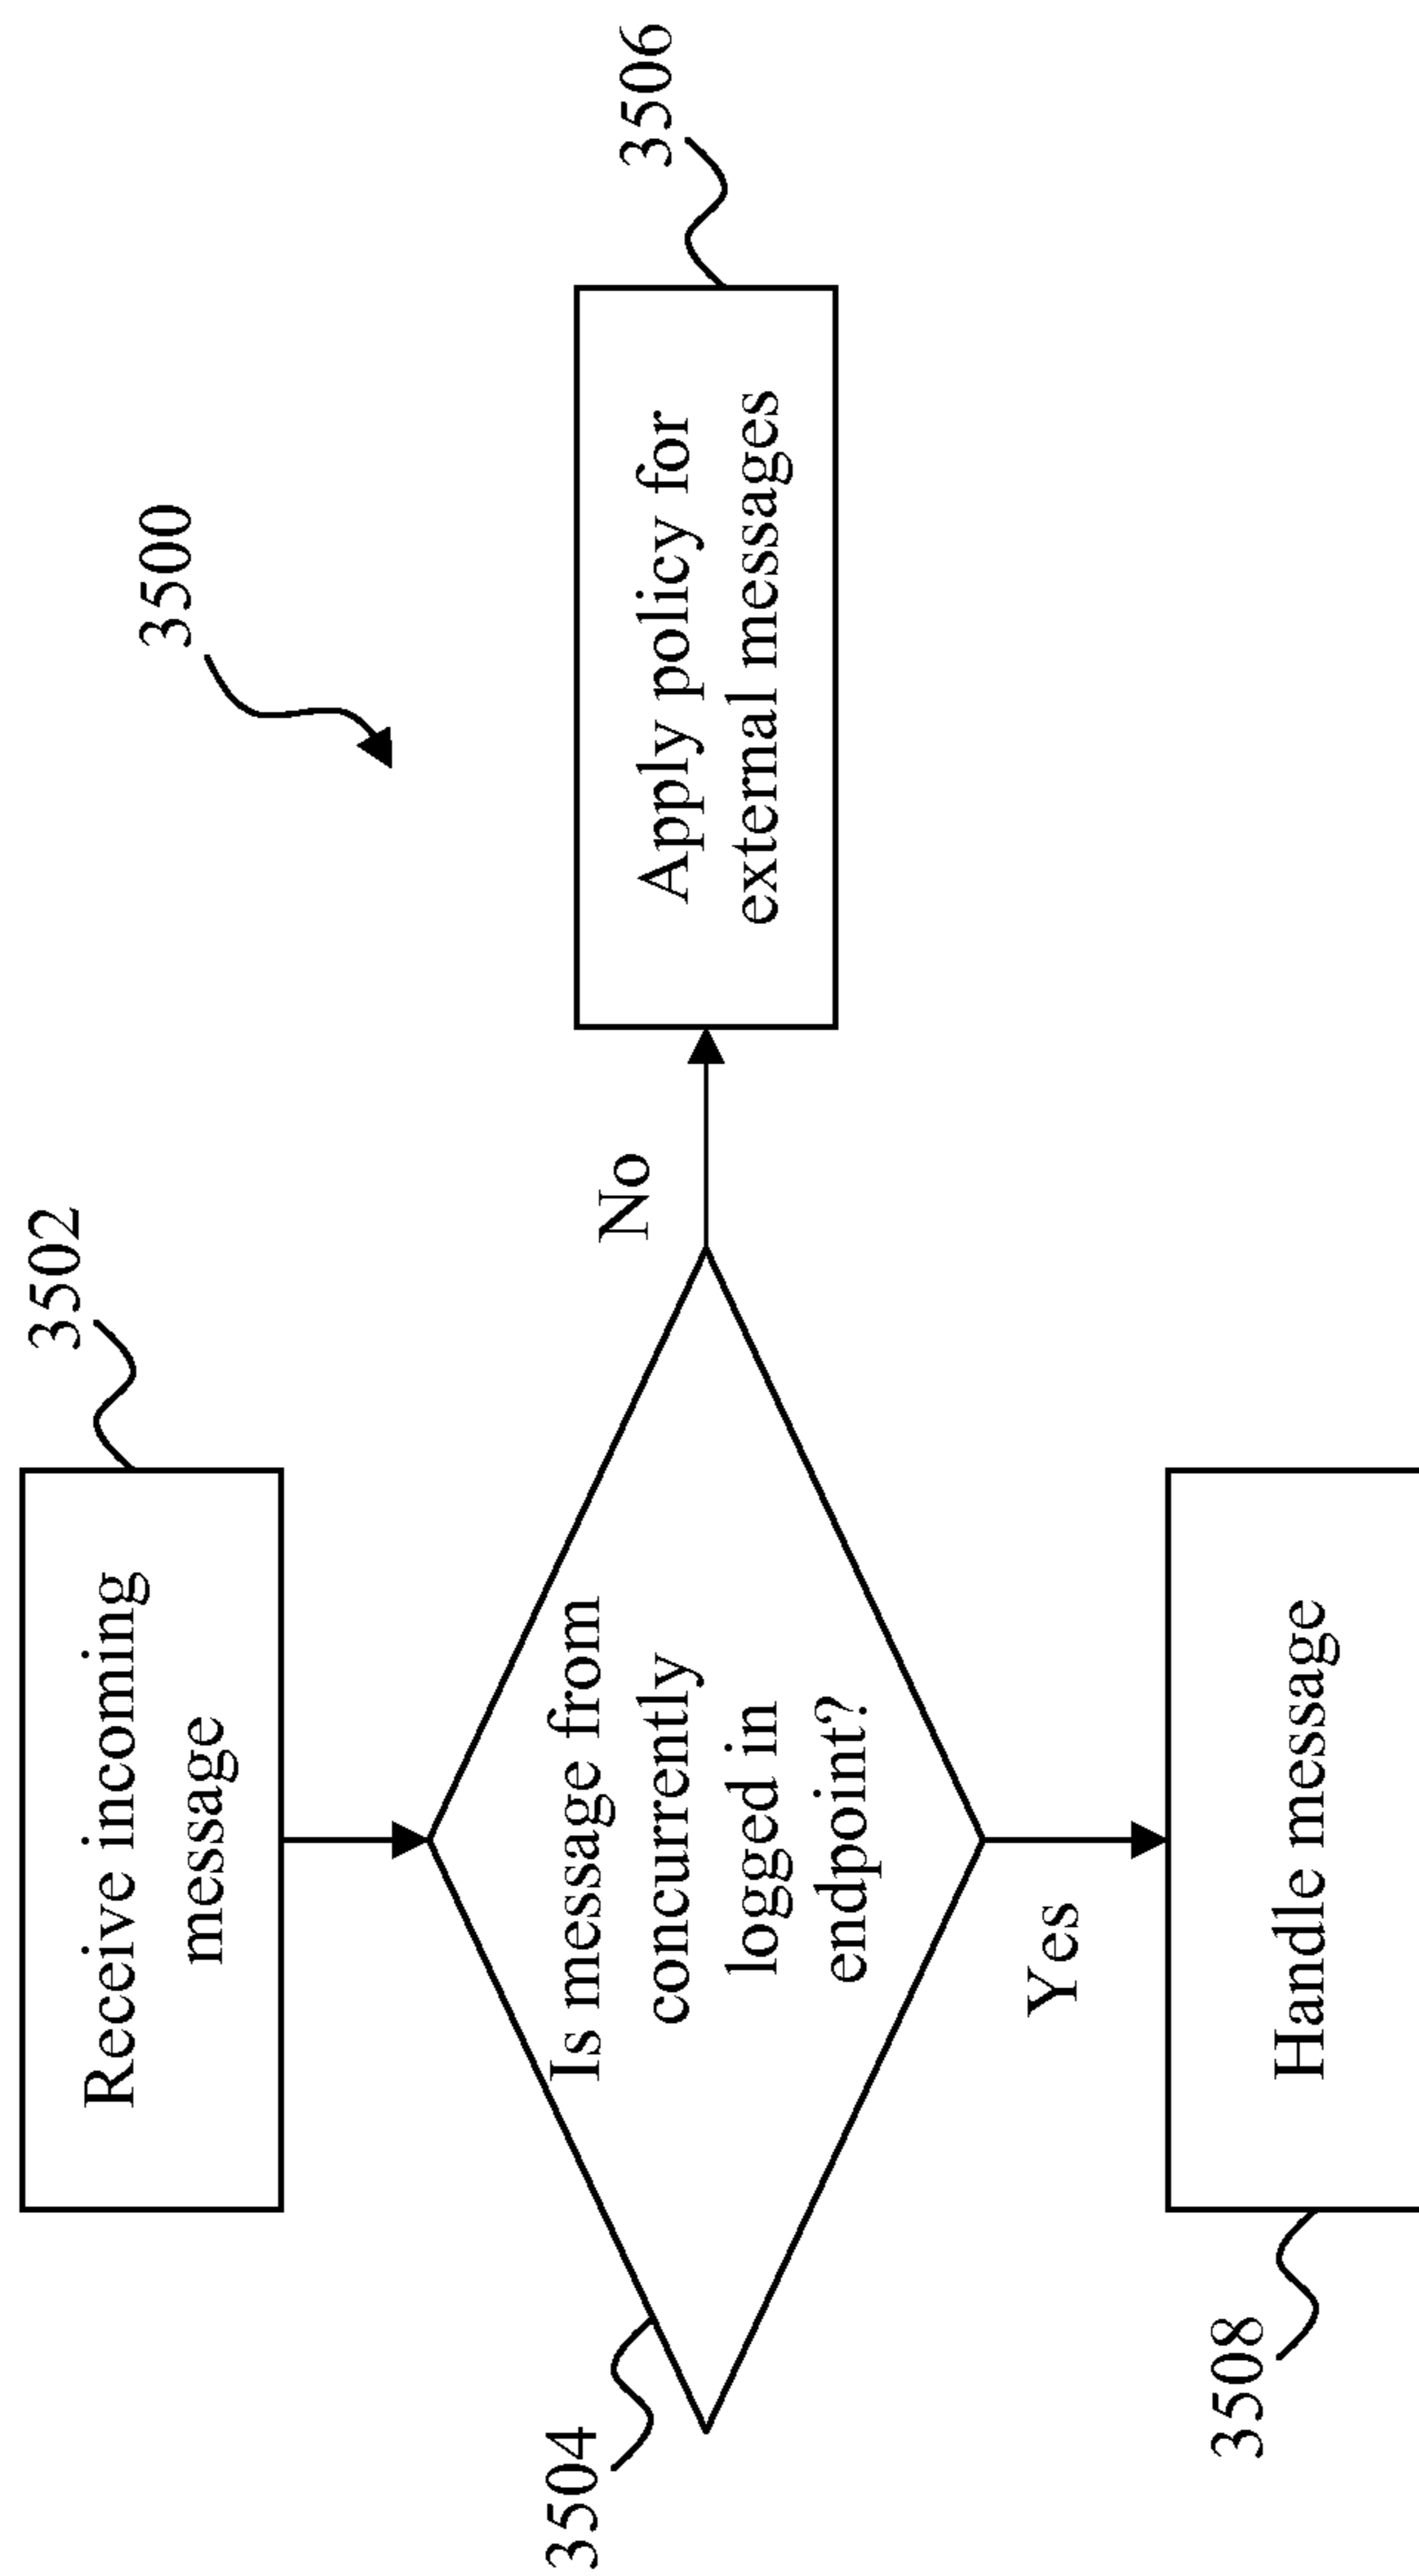 3500
3502
Receive incoming
message
3504
Is message from
concurrently
logged in
endpoint?
No
3506
Apply policy for
external messages
Yes
3508
Handle message